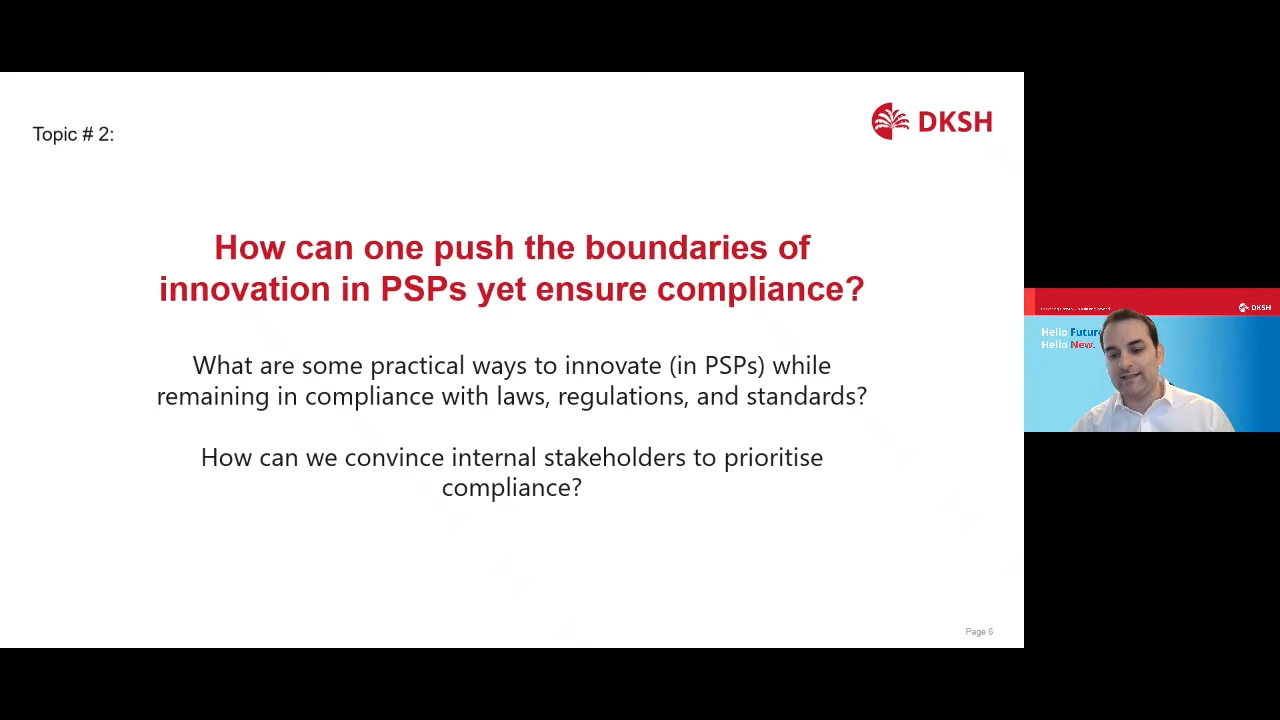 Topic # 2:
DKSH
How can one push the boundaries of
innovation in PSPs yet ensure compliance?
What are some practical ways to innovate (in PSPs) while
remaining in compliance with laws, regulations, and standards?
How can we convince internal stakeholders to prioritise
compliance?
Page 6
DKSH
Hello Future
Hello New.